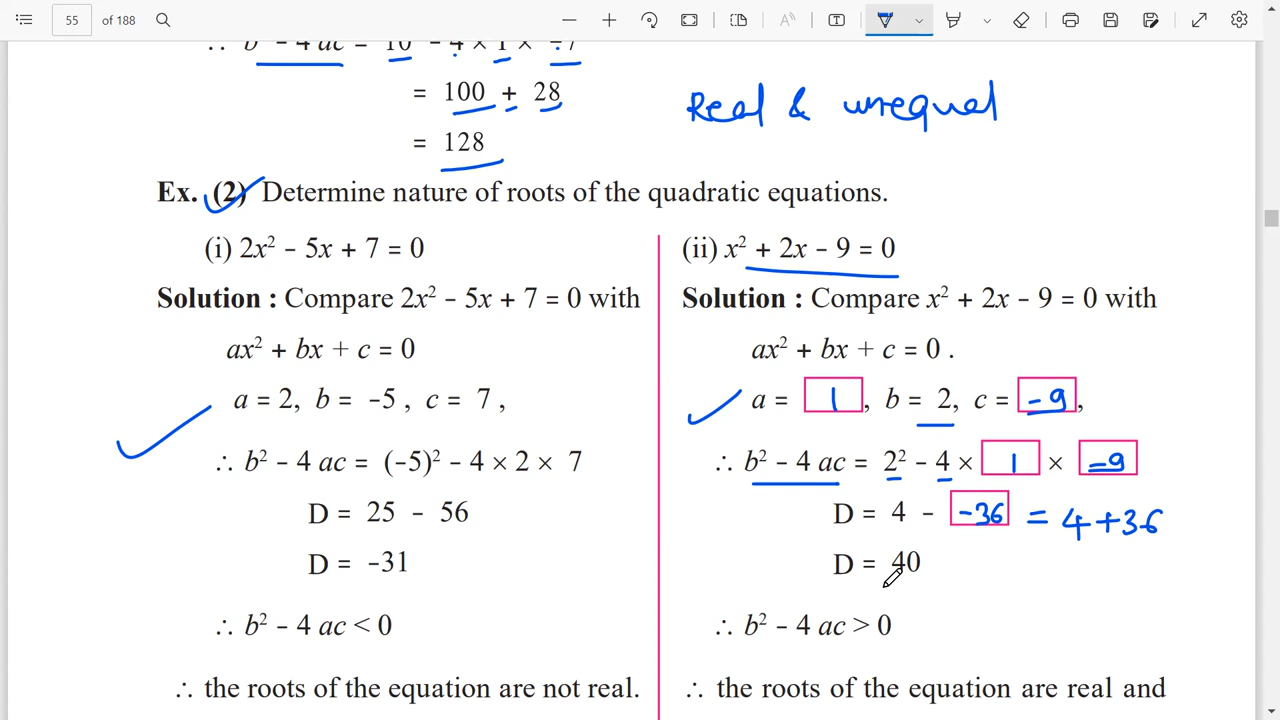 55 of 188
∴ b² − 4 ac = 10 − 4 × 1 × −7
= 100 + 28
Real & unequal
= 128
Ex. (2) Determine nature of roots of the quadratic equations.
(i) 2x² − 5x + 7 = 0
Solution : Compare 2x² − 5x + 7 = 0 with
ax² + bx + c = 0
a = 2, b = −5 , c = 7 ,
∴ b² − 4 ac = (−5)² − 4 × 2 × 7
D = 25 − 56
D = −31
∴ b² − 4 ac < 0
∴ the roots of the equation are not real.
(ii) x² + 2x − 9 = 0
Solution : Compare x² + 2x − 9 = 0 with
ax² + bx + c = 0 .
a = 1 , b = 2, c = −9 ,
∴ b² − 4 ac = 2² − 4 × 1 × −9
D = 4 − −36 = 4+36
D = 40
∴ b² − 4 ac > 0
∴ the roots of the equation are real and